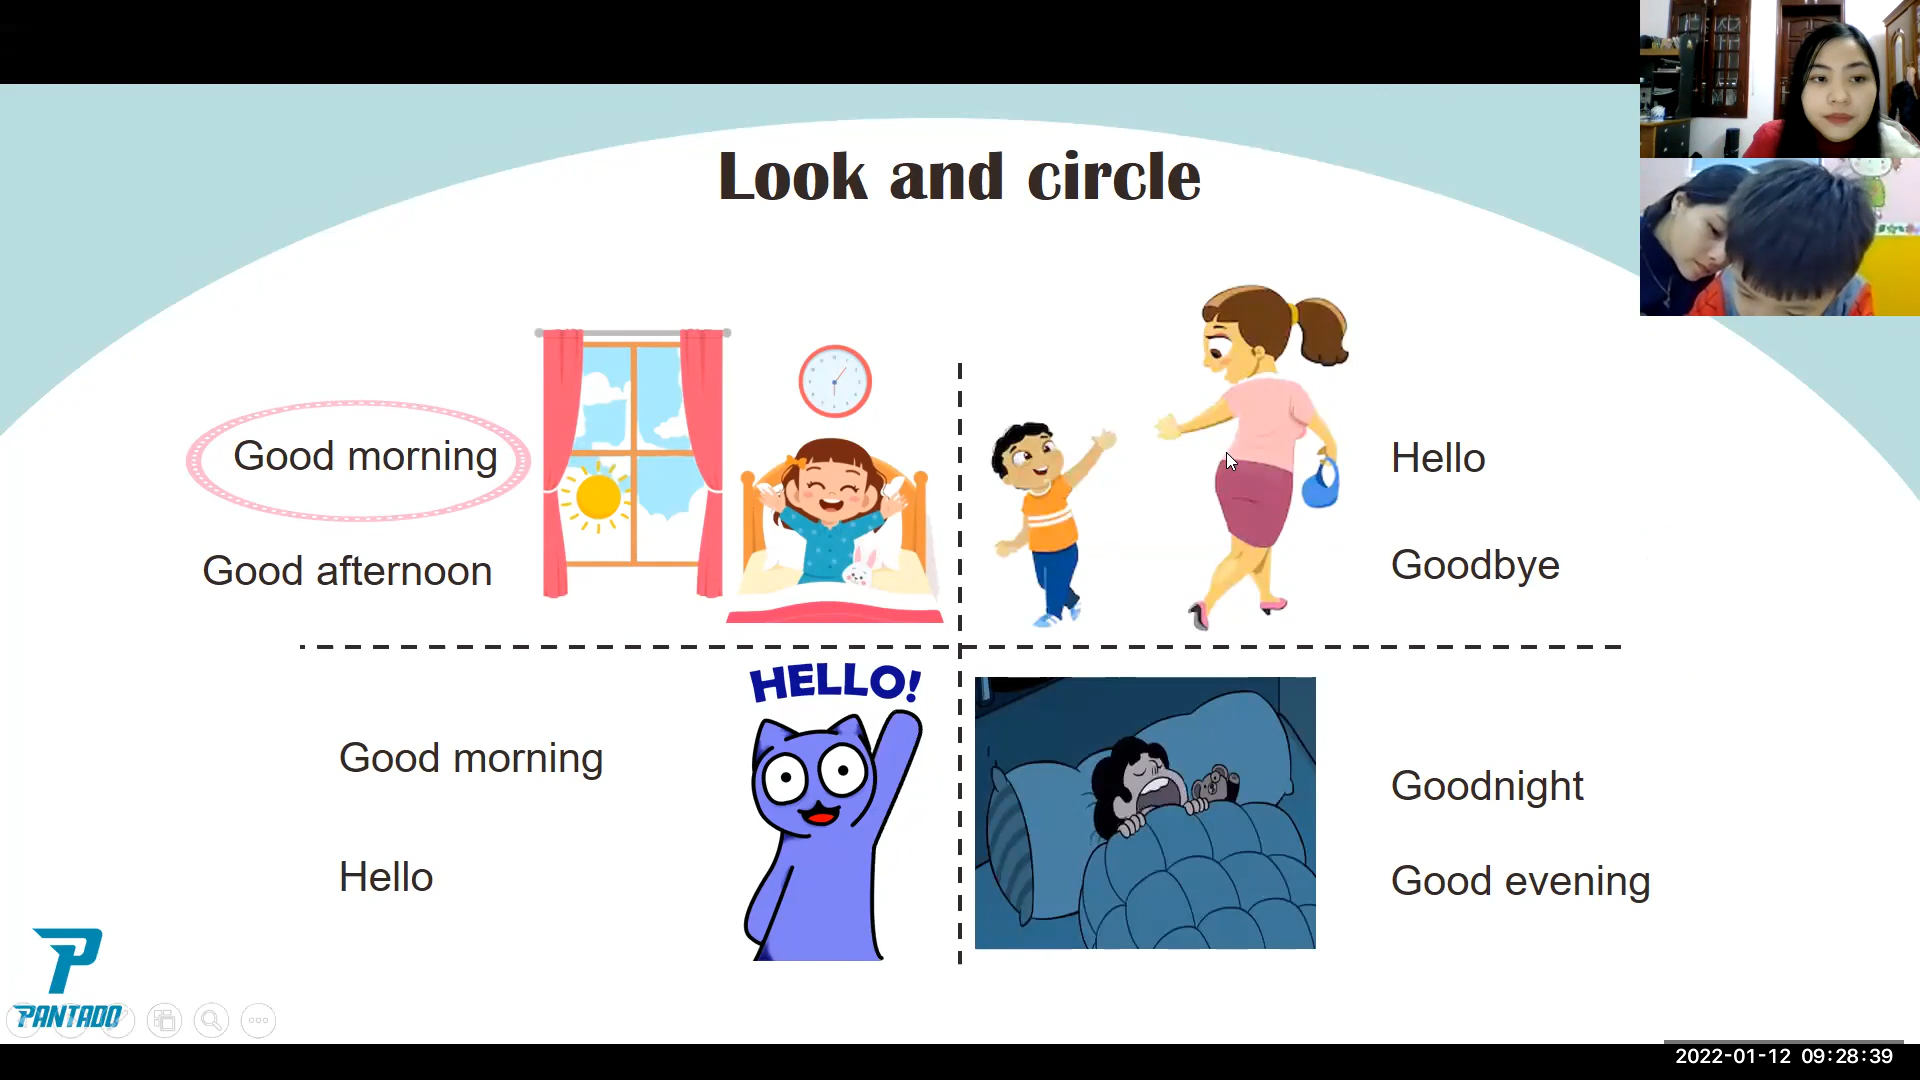 Look and circle
Good morning
Good afternoon
Hello
Goodbye
HELLO!
Good morning
Hello
Goodnight
Good evening
PANTADO
2022-01-12 09:28:39